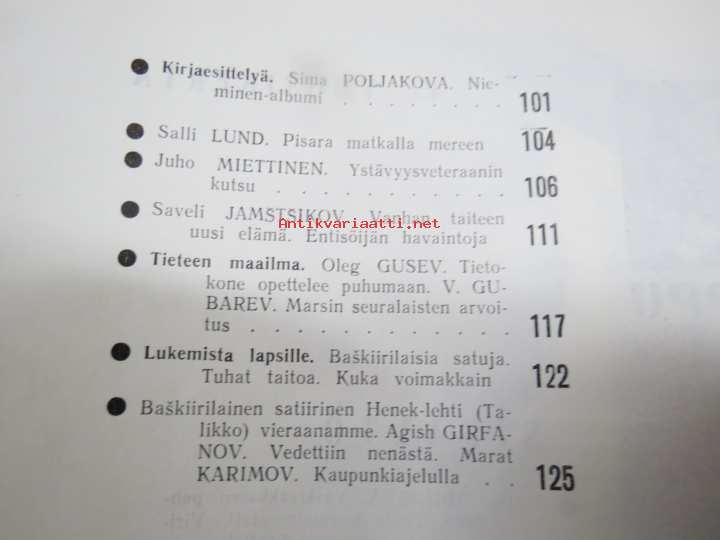 ● Kirjaesittelyä. Sima POLJAKOVA. Nie-
minen-albumi . . . . . . . 101
● Salli LUND. Pisara matkalla mereen 104
● Juho MIETTINEN. Ystävyysveteraanin
kutsu . . . . . . . . . . . 106
● Saveli JAMSTSIKOV. Vanhan taiteen
Antikvariaatti.net
uusi elämä. Entisöijän havaintoja 111
● Tieteen maailma. Oleg GUSEV. Tieto-
kone opettelee puhumaan. V. GU-
BAREV. Marsin seuralaisten arvoi-
tus . . . . . . . . . . . . 117
● Lukemista lapsille. Baškiirilaisia satuja.
Tuhat taitoa. Kuka voimakkain 122
● Baškiirilainen satiirinen Henek-lehti (Ta-
likko) vieraanamme. Agish GIRFA-
NOV. Vedettiin nenästä. Marat
KARIMOV. Kaupunkiajelulla . . 125